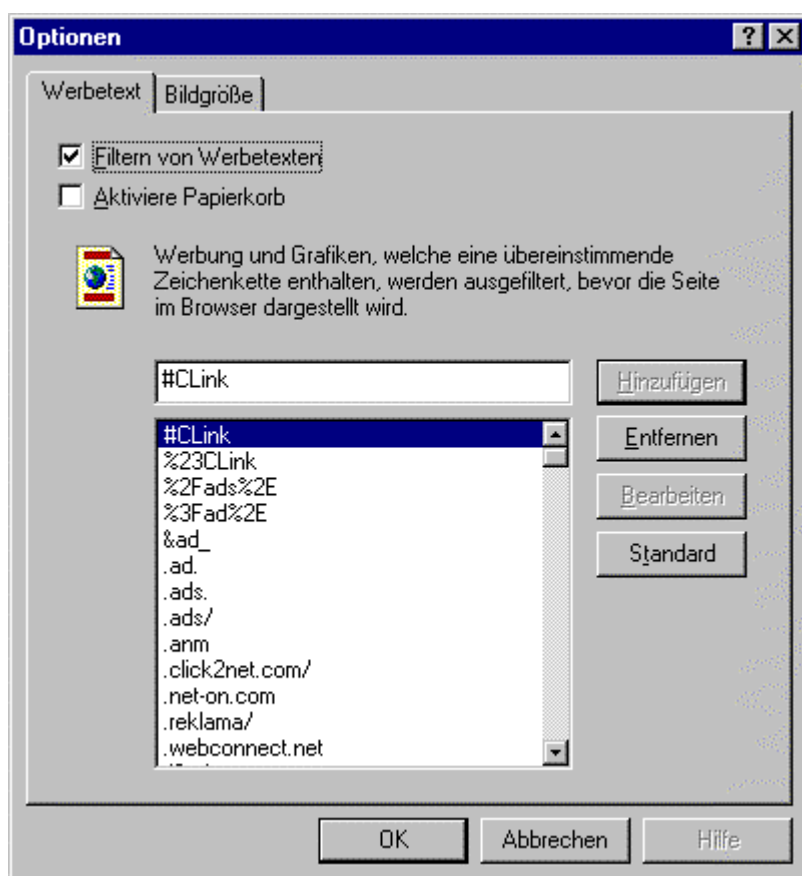 Optionen
Werbetext
Bildgröße
Filtern von Werbetexten
Aktiviere Papierkorb
Werbung und Grafiken, welche eine übereinstimmende
Zeichenkette enthalten, werden ausgefiltert, bevor die Seite
im Browser dargestellt wird.
#CLink
Hinzufügen
#CLink
%23CLink
%2Fads%2E
%3Fad%2E
&ad_
.ad.
.ads.
.ads/
.anm
.click2net.com/
.net-on.com
.reklama/
.webconnect.net
Entfernen
Bearbeiten
Standard
OK
Abbrechen
Hilfe